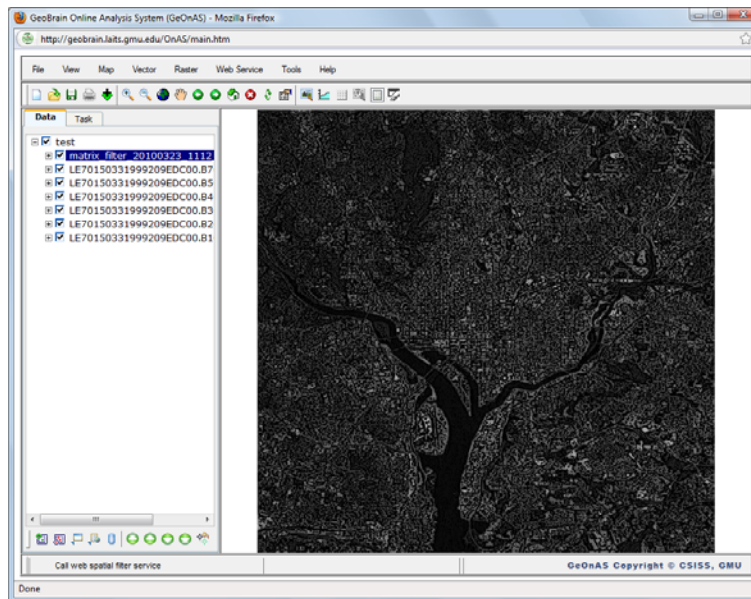 GeoBrain Online Analysis System (GeOnAS) - Mozilla Firefox
http://geobrain.laits.gmu.edu/OnAS/main.htm
File View Map Vector Raster Web Service Tools Help
Data Task
test
matrix_filter_20100323_1112
LE70150331999209EDC00.B7
LE70150331999209EDC00.B5
LE70150331999209EDC00.B4
LE70150331999209EDC00.B3
LE70150331999209EDC00.B2
LE70150331999209EDC00.B1
Call web spatial filter service GeOnAS Copyright © CSISS, GMU
Done